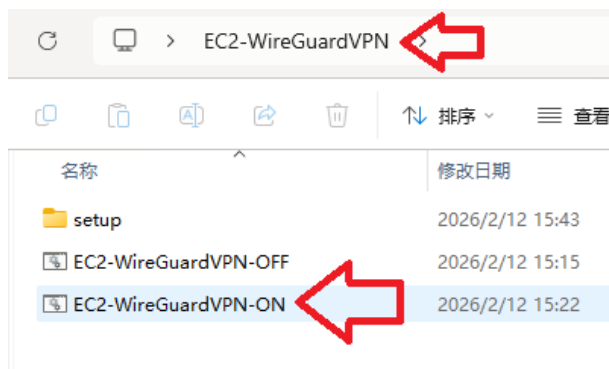 EC2-WireGuardVPN
排序
查看
名称 修改日期
setup 2026/2/12 15:43
EC2-WireGuardVPN-OFF 2026/2/12 15:15
EC2-WireGuardVPN-ON 2026/2/12 15:22